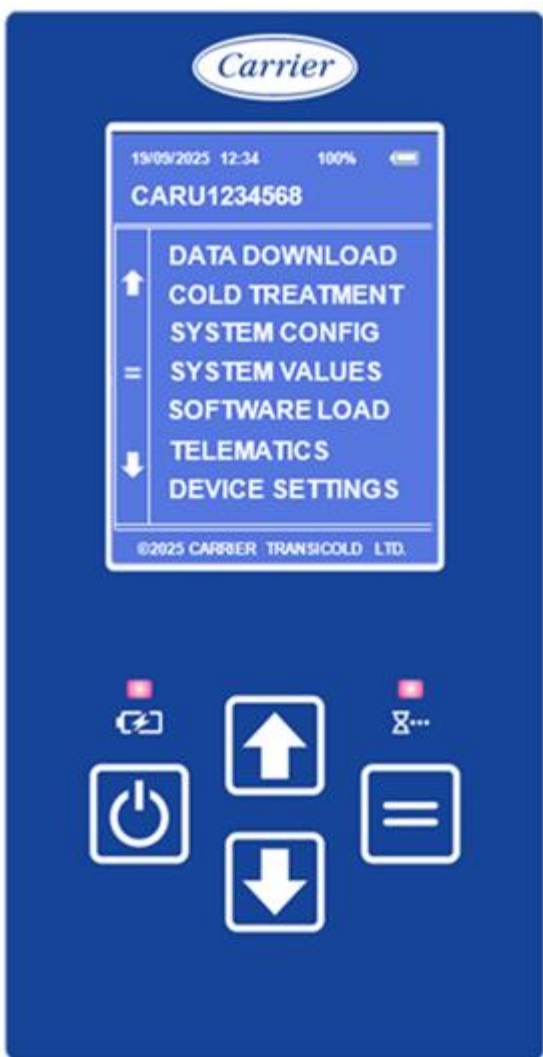 Carrier
19/09/2025 12:34 100%
CARU1234568
DATA DOWNLOAD
COLD TREATMENT
SYSTEM CONFIG
= SYSTEM VALUES
SOFTWARE LOAD
TELEMATICS
DEVICE SETTINGS
©2025 CARRIER TRANSICOLD LTD.